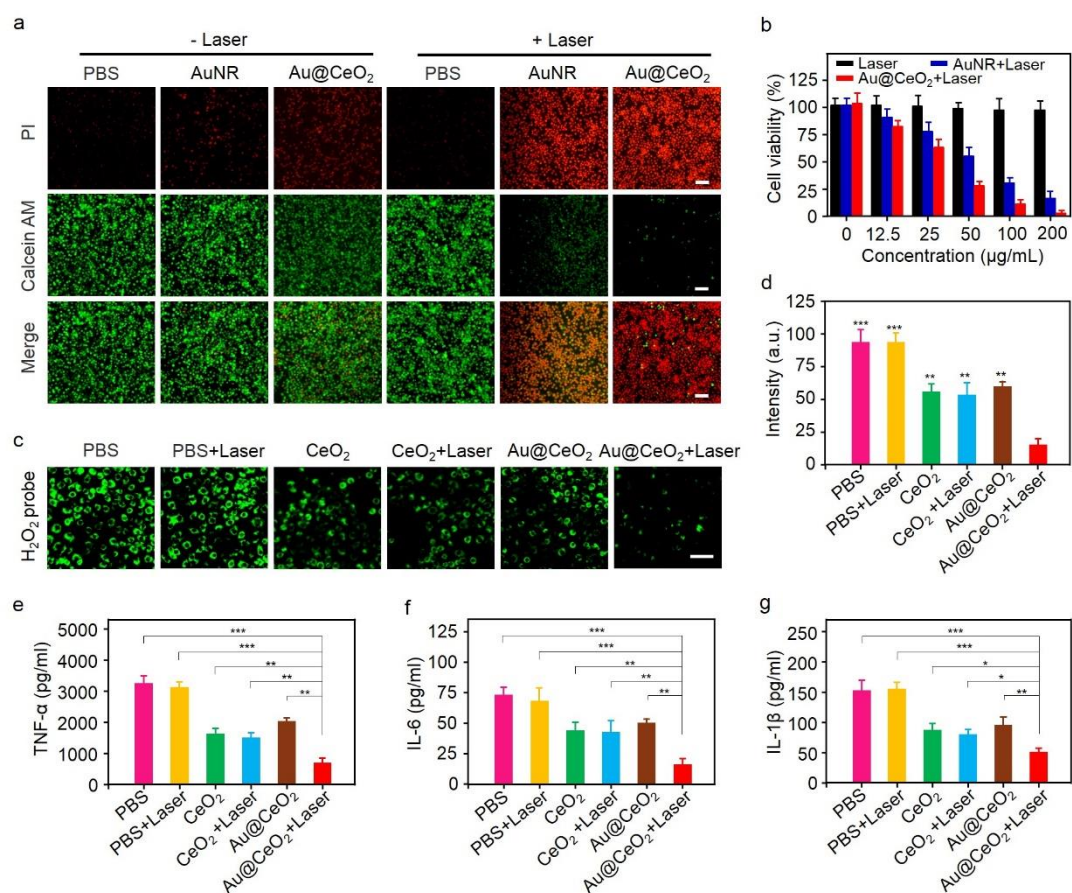 a
- Laser + Laser
PBS AuNR Au@CeO₂ PBS AuNR Au@CeO₂
PI
Calcein AM
Merge
b
Laser AuNR+Laser
Au@CeO₂+Laser
Cell viability (%)
125
100
75
50
25
0
0 12.5 25 50 100 200
Concentration (µg/mL)
c
PBS PBS+Laser CeO₂ CeO₂+Laser Au@CeO₂ Au@CeO₂+Laser
H₂O₂ probe
d
Intensity (a.u.)
125
100
75
50
25
0
*** *** ** ** **
PBS
PBS+Laser
CeO₂
CeO₂+Laser
Au@CeO₂
Au@CeO₂+Laser
e
TNF-α (pg/ml)
5000
4000
3000
2000
1000
0
***
***
**
**
**
PBS
PBS+Laser
CeO₂
CeO₂+Laser
Au@CeO₂
Au@CeO₂+Laser
f
IL-6 (pg/ml)
125
100
75
50
25
0
***
***
**
**
**
PBS
PBS+Laser
CeO₂
CeO₂+Laser
Au@CeO₂
Au@CeO₂+Laser
g
IL-1β (pg/ml)
250
200
150
100
50
0
***
***
*
*
**
PBS
PBS+Laser
CeO₂
CeO₂+Laser
Au@CeO₂
Au@CeO₂+Laser